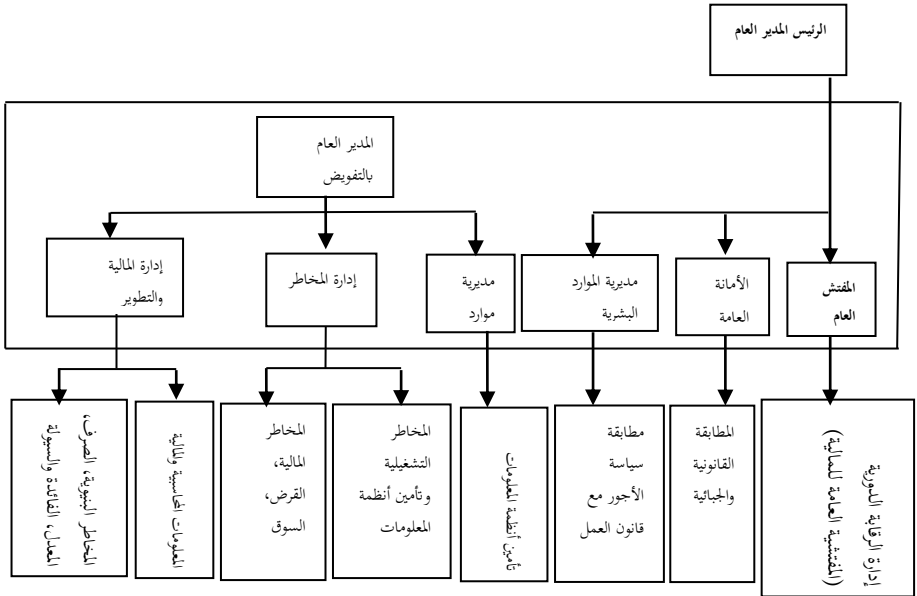 الرئيس المدير العام
المدير العام
بالتفويض
المفتش
العام
الأمانة
العامة
مديرية الموارد
البشرية
مديرية
موارد
إدارة المخاطر
إدارة المالية
والتطوير
إدارة الرقابة الدورية
(المفتشية العامة للمالية)
المطابقة
القانونية
والجبائية
مطابقة
سياسة
الأجور مع
قانون العمل
تأمين أنظمة المعلومات
المخاطر
التشغيلية
وتأمين أنظمة
المعلومات
المخاطر
المالية،
القرض،
السوق
المعلومات المحاسبية والمالية
المخاطر البنيوية، الصرف،
المعدل، الفائدة والسيولة